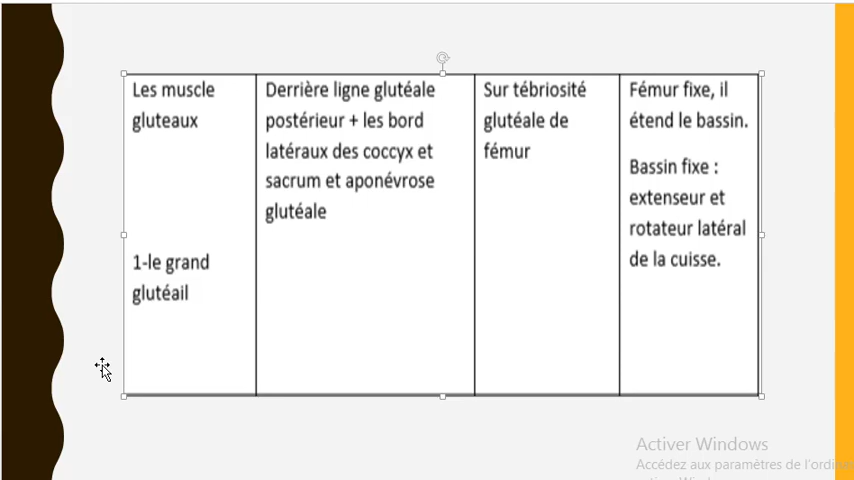 Les muscle
gluteaux
1-le grand
glutéail
Derrière ligne glutéale
postérieur + les bord
latéraux des coccyx et
sacrum et aponévrose
glutéale
Sur tébriosité
glutéale de
fémur
Fémur fixe, il
étend le bassin.
Bassin fixe :
extenseur et
rotateur latéral
de la cuisse.
Activer Windows
Accédez aux paramètres de l'ordin